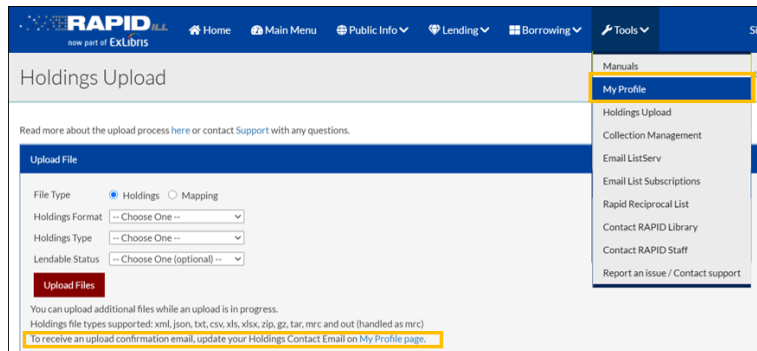 RAPID ILL
now part of ExLibris
Home
Main Menu
Public Info
Lending
Borrowing
Tools
Si
Manuals
My Profile
Holdings Upload
Collection Management
Email ListServ
Email List Subscriptions
Rapid Reciprocal List
Contact RAPID Library
Contact RAPID Staff
Report an issue / Contact support
Holdings Upload
Read more about the upload process here or contact Support with any questions.
Upload File
File Type Holdings Mapping
Holdings Format -- Choose One --
Holdings Type -- Choose One --
Lendable Status -- Choose One (optional) --
Upload Files
You can upload additional files while an upload is in progress.
Holdings file types supported: xml, json, txt, csv, xls, xlsx, zip, gz, tar, mrc and out (handled as mrc)
To receive an upload confirmation email, update your Holdings Contact Email on My Profile page.